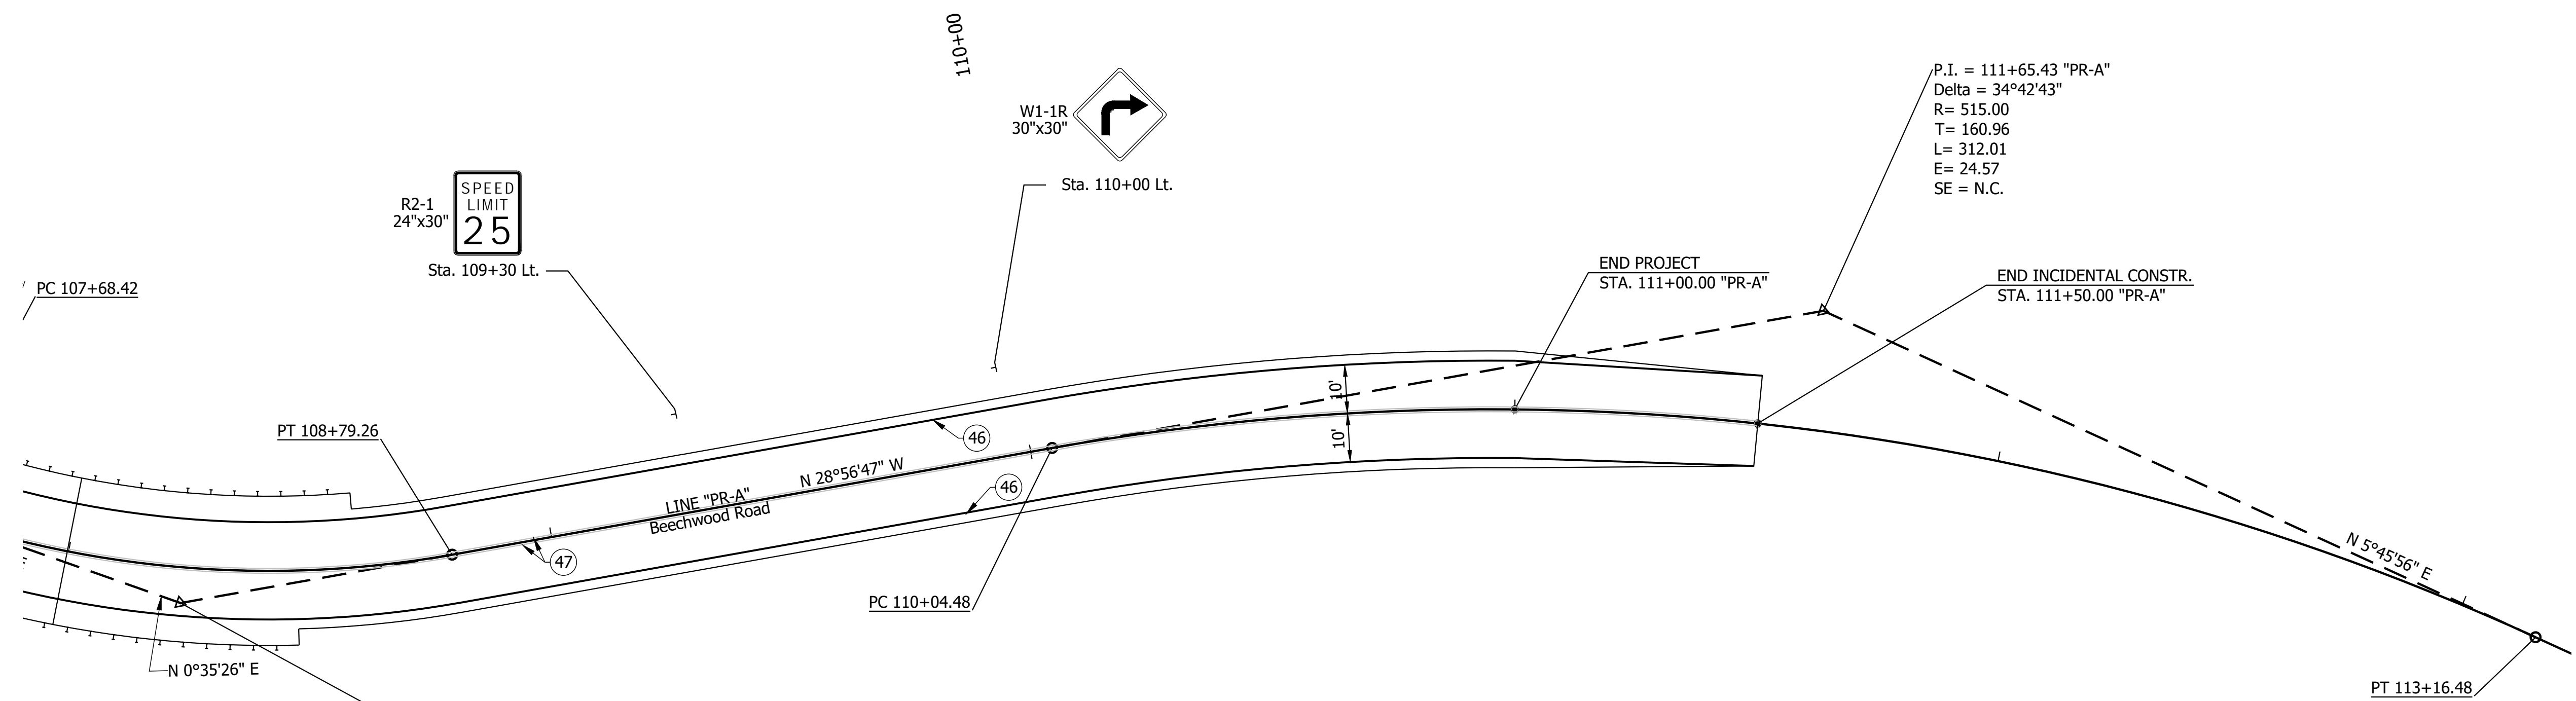 110+00
W1-1R
30"x30"
Sta. 110+00 Lt.
P.I. = 111+65.43 "PR-A"
Delta = 34°42'43"
R= 515.00
T= 160.96
L= 312.01
E= 24.57
SE = N.C.
R2-1
24"x30"
SPEED
LIMIT
25
Sta. 109+30 Lt.
PC 107+68.42
END PROJECT
STA. 111+00.00 "PR-A"
END INCIDENTAL CONSTR.
STA. 111+50.00 "PR-A"
10'
10'
PT 108+79.26
46
N 28°56'47" W
LINE "PR-A"
Beechwood Road
46
47
PC 110+04.48
N 5°45'56" E
N 0°35'26" E
PT 113+16.48